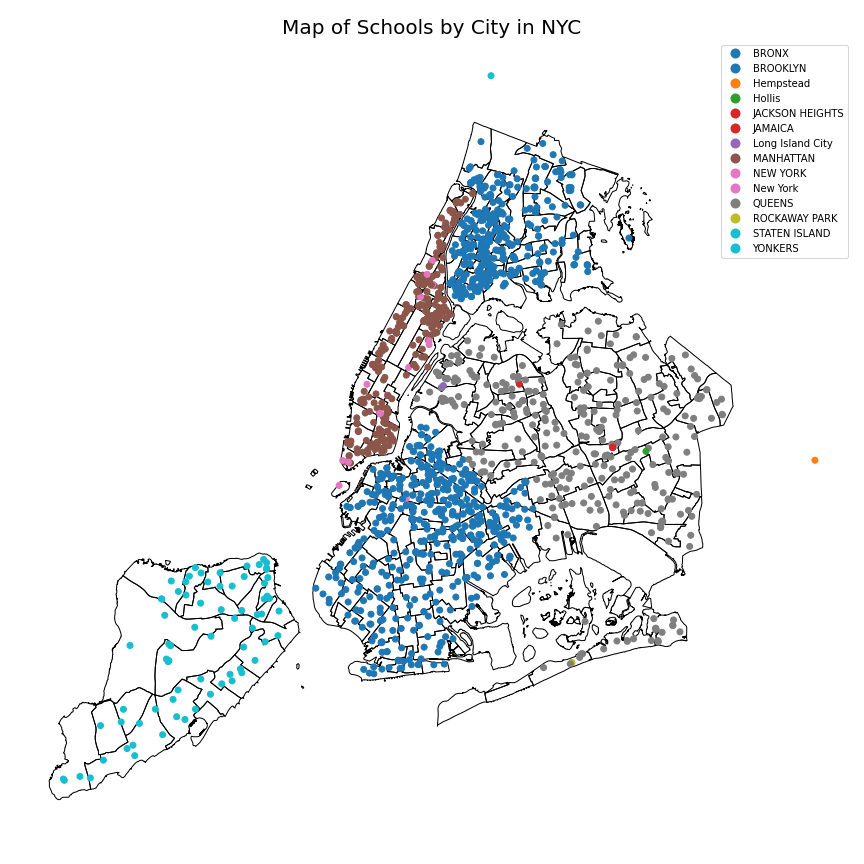 Map of Schools by City in NYC
BRONX
BROOKLYN
Hempstead
Hollis
JACKSON HEIGHTS
JAMAICA
Long Island City
MANHATTAN
NEW YORK
New York
QUEENS
ROCKAWAY PARK
STATEN ISLAND
YONKERS